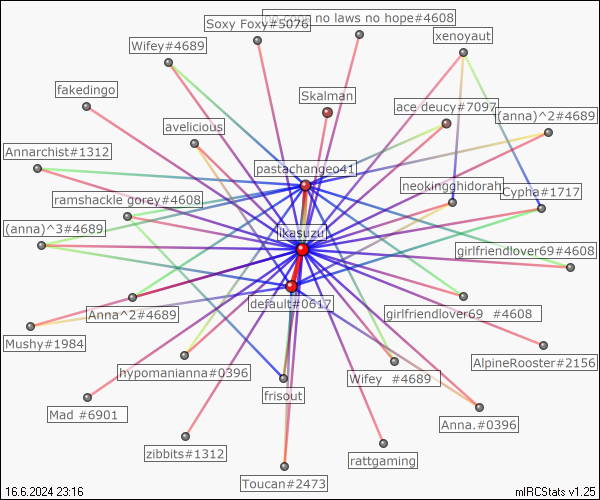 no cops no laws no hope#4608
Soxy Foxy#5076
xenoyaut
Wifey#4689
fakedingo
Skalman
ace deucy#7097
(anna)^2#4689
avelicious
Annarchist#1312
pastachangeo41
neokingghidorah
Cypha#1717
ramshackle gorey#4608
(anna)^3#4689
ikasuzu
girlfriendlover69#4608
default#0617
Anna^2#4689
girlfriendlover69 #4608
Mushy#1984
AlpineRooster#2156
hypomanianna#0396
Wifey #4689
frisout
Mad #6901
Anna.#0396
zibbits#1312
rattgaming
Toucan#2473
16.6.2024 23:16
mIRCStats v1.25